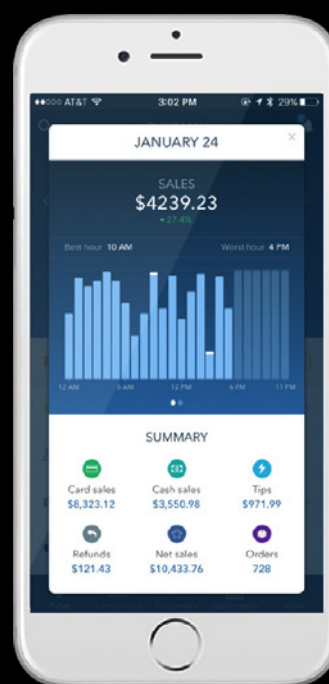 AT&T 3:02 PM 29%
JANUARY 24 ×
SALES
$4239.23
27.4%
Best hour 10 AM Worst hour 4 PM
12 AM 6 AM 12 PM 6 PM 11 PM
SUMMARY
Card sales Cash sales Tips
$8,323.12 $3,550.98 $971.99
Refunds Net sales Orders
$121.43 $10,433.76 728